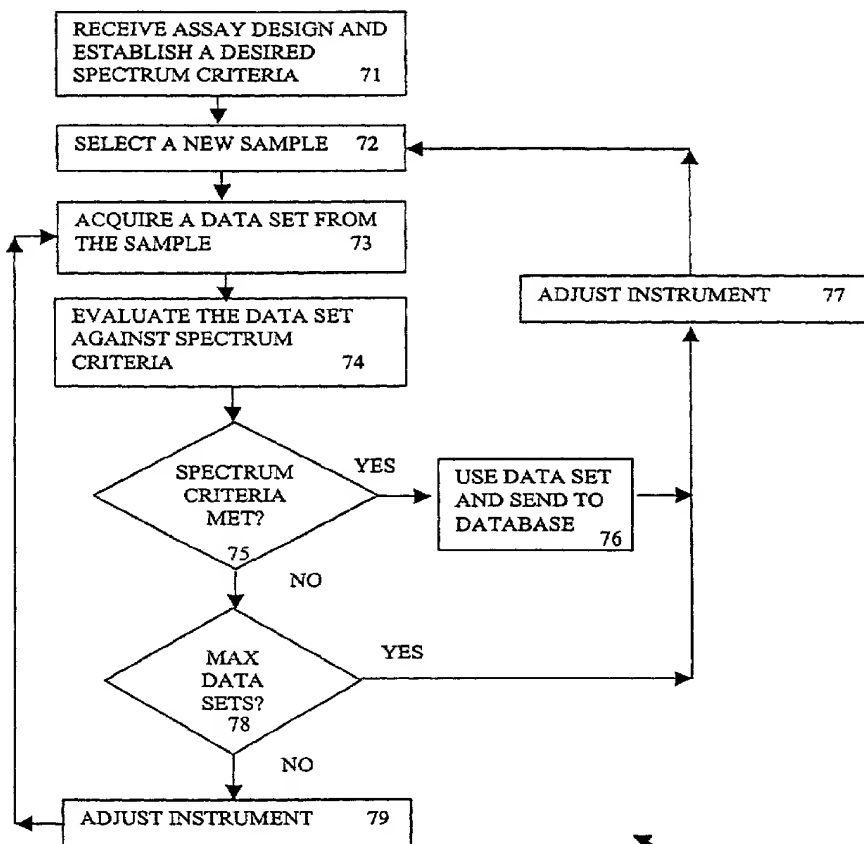 RECEIVE ASSAY DESIGN AND
ESTABLISH A DESIRED
SPECTRUM CRITERIA 71
SELECT A NEW SAMPLE 72
ACQUIRE A DATA SET FROM
THE SAMPLE 73
ADJUST INSTRUMENT 77
EVALUATE THE DATA SET
AGAINST SPECTRUM
CRITERIA 74
SPECTRUM
CRITERIA
MET?
75
YES
USE DATA SET
AND SEND TO
DATABASE
76
NO
MAX
DATA
SETS?
78
YES
NO
ADJUST INSTRUMENT 79